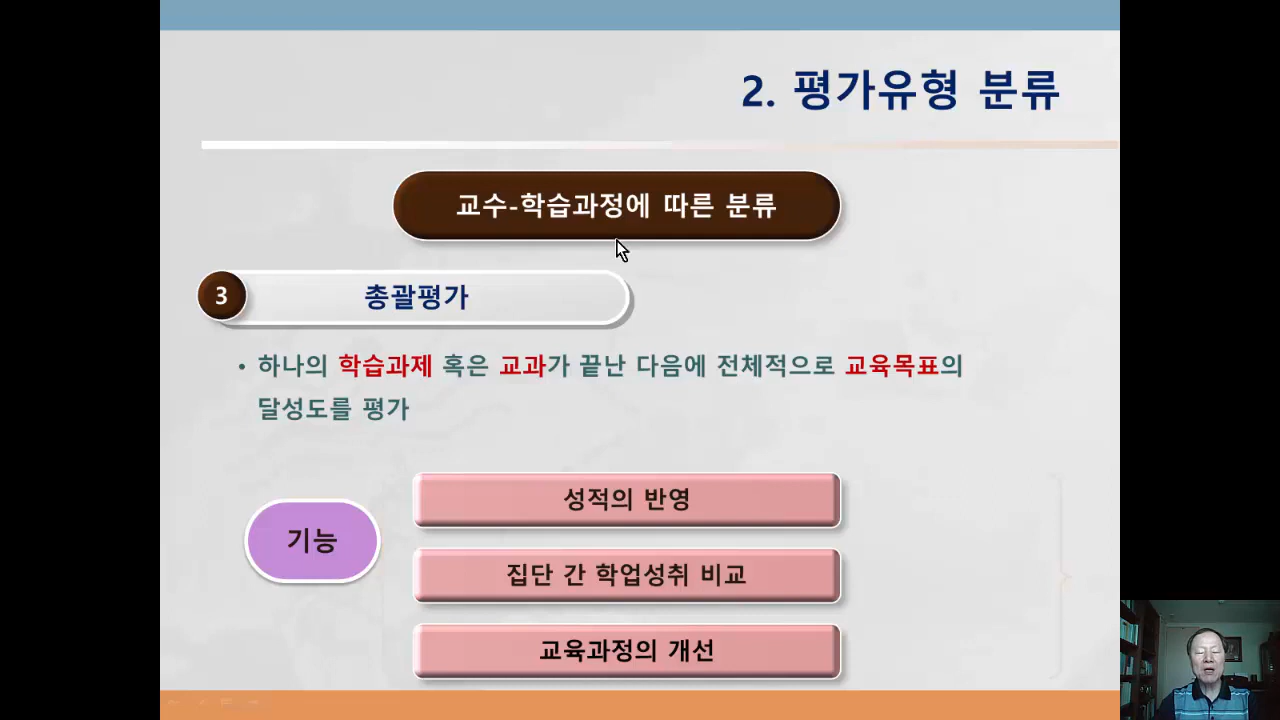 2. 평가유형 분류
교수-학습과정에 따른 분류
3 총괄평가
• 하나의 학습과제 혹은 교과가 끝난 다음에 전체적으로 교육목표의
달성도를 평가
기능
성적의 반영
집단 간 학업성취 비교
교육과정의 개선